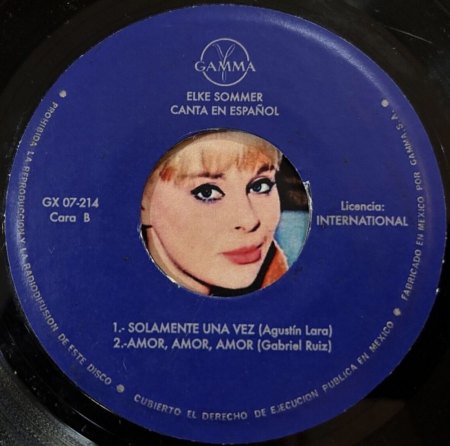 GAMMA
ELKE SOMMER
CANTA EN ESPAÑOL
GX 07-214
Cara B
Licencia:
INTERNATIONAL
1.- SOLAMENTE UNA VEZ (Agustín Lara)
2.-AMOR, AMOR, AMOR (Gabriel Ruiz)
PROHIBIDA LA REPRODUCCION Y LA RADIODIFUSION DE ESTE DISCO
CUBIERTO EL DERECHO DE EJECUCION PUBLICA EN MEXICO
FABRICADO EN MEXICO POR GAMMA S.A.